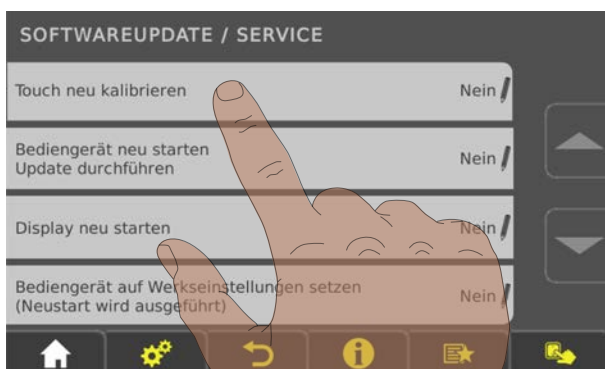 SOFTWAREUPDATE / SERVICE
Touch neu kalibrieren Nein
Bediengerät neu starten
Update durchführen Nein
Display neu starten Nein
Bediengerät auf Werkseinstellungen setzen
(Neustart wird ausgeführt) Nein